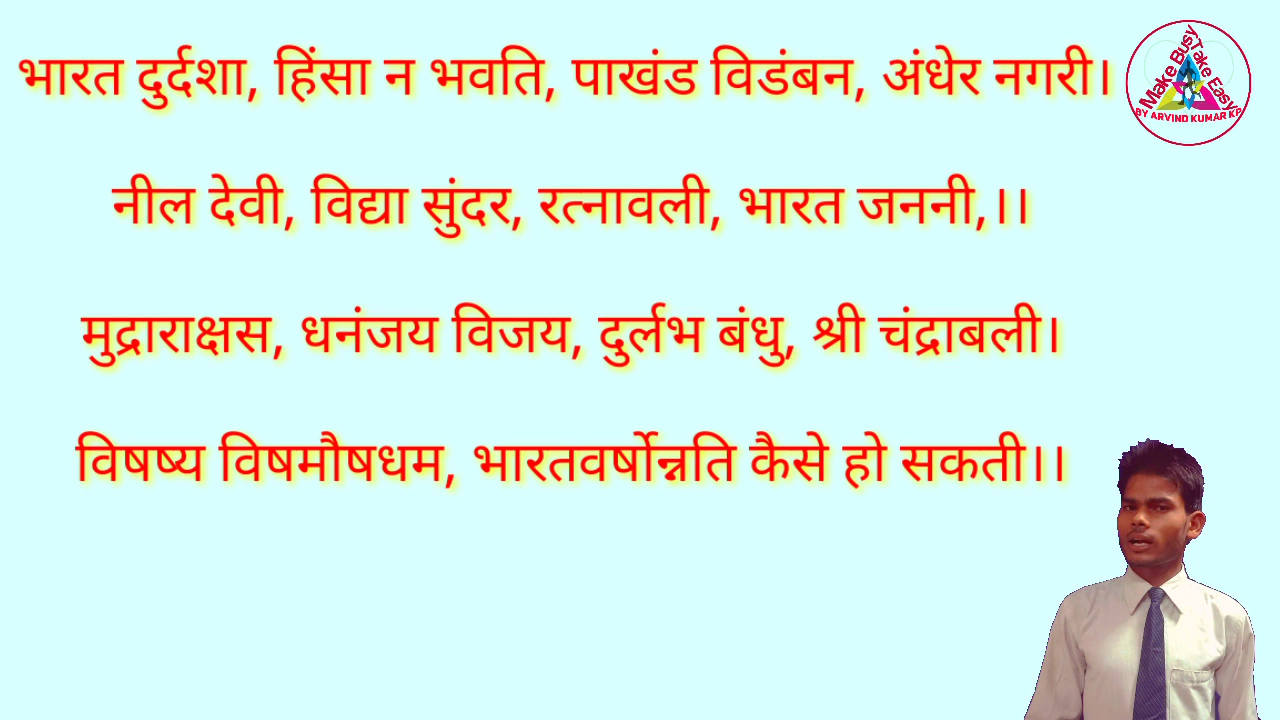 भारत दुर्दशा, हिंसा न भवति, पाखंड विडंबन, अंधेर नगरी।
नील देवी, विद्या सुंदर, रत्नावली, भारत जननी,।।
मुद्राराक्षस, धनंजय विजय, दुर्लभ बंधु, श्री चंद्राबली।
विषष्य विषमौषधम, भारतवर्षोन्नति कैसे हो सकती।।
Make Busy Take Easy
BY ARVIND KUMAR KP